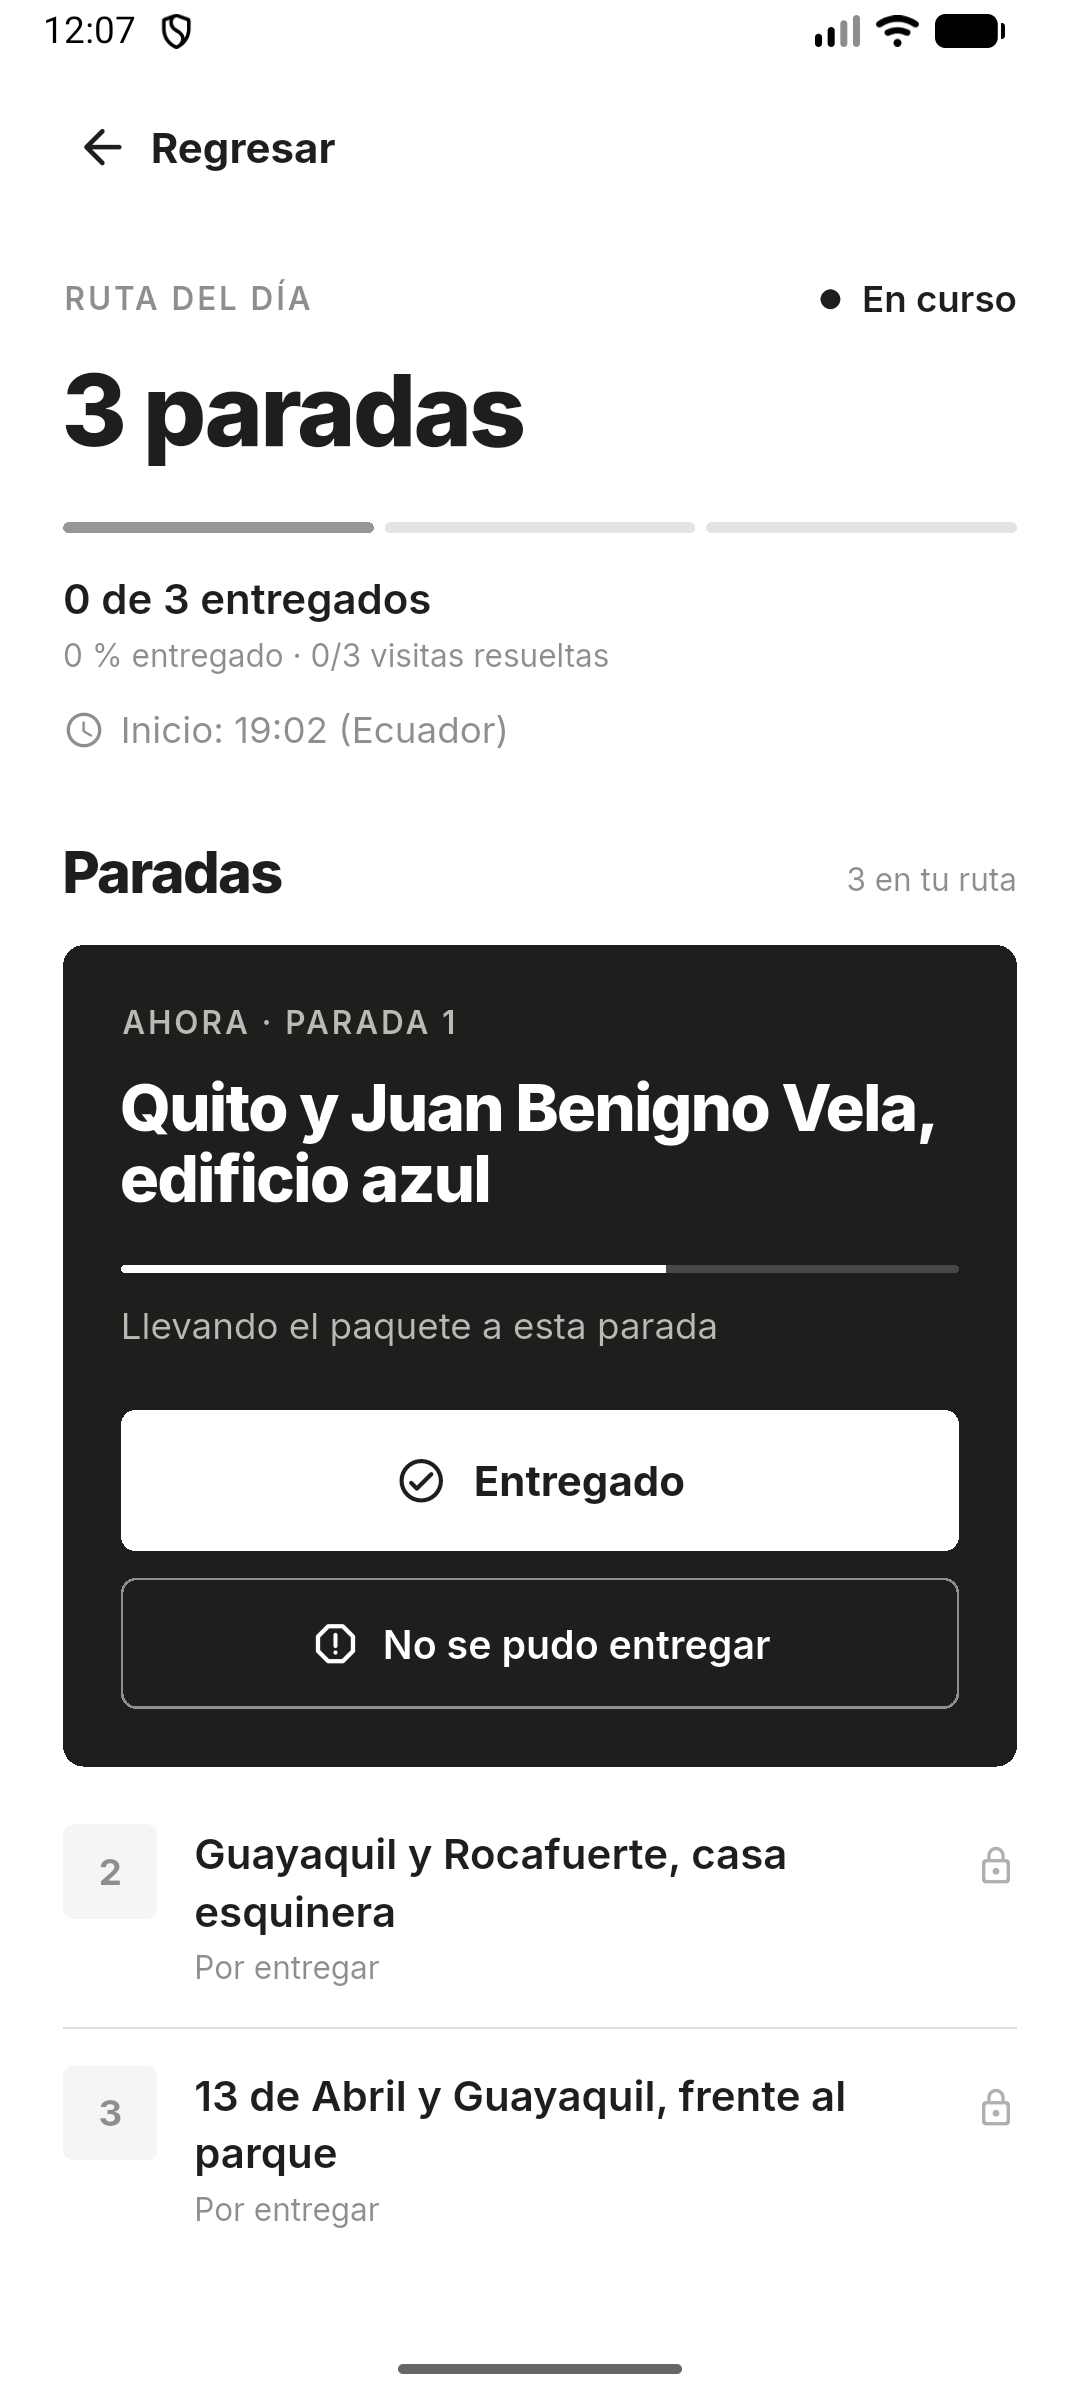 12:07
Regresar
RUTA DEL DÍA
En curso
3 paradas
0 de 3 entregados
0 % entregado · 0/3 visitas resueltas
Inicio: 19:02 (Ecuador)
Paradas
3 en tu ruta
AHORA · PARADA 1
Quito y Juan Benigno Vela,
edificio azul
Llevando el paquete a esta parada
Entregado
No se pudo entregar
2
Guayaquil y Rocafuerte, casa
esquinera
Por entregar
3
13 de Abril y Guayaquil, frente al
parque
Por entregar